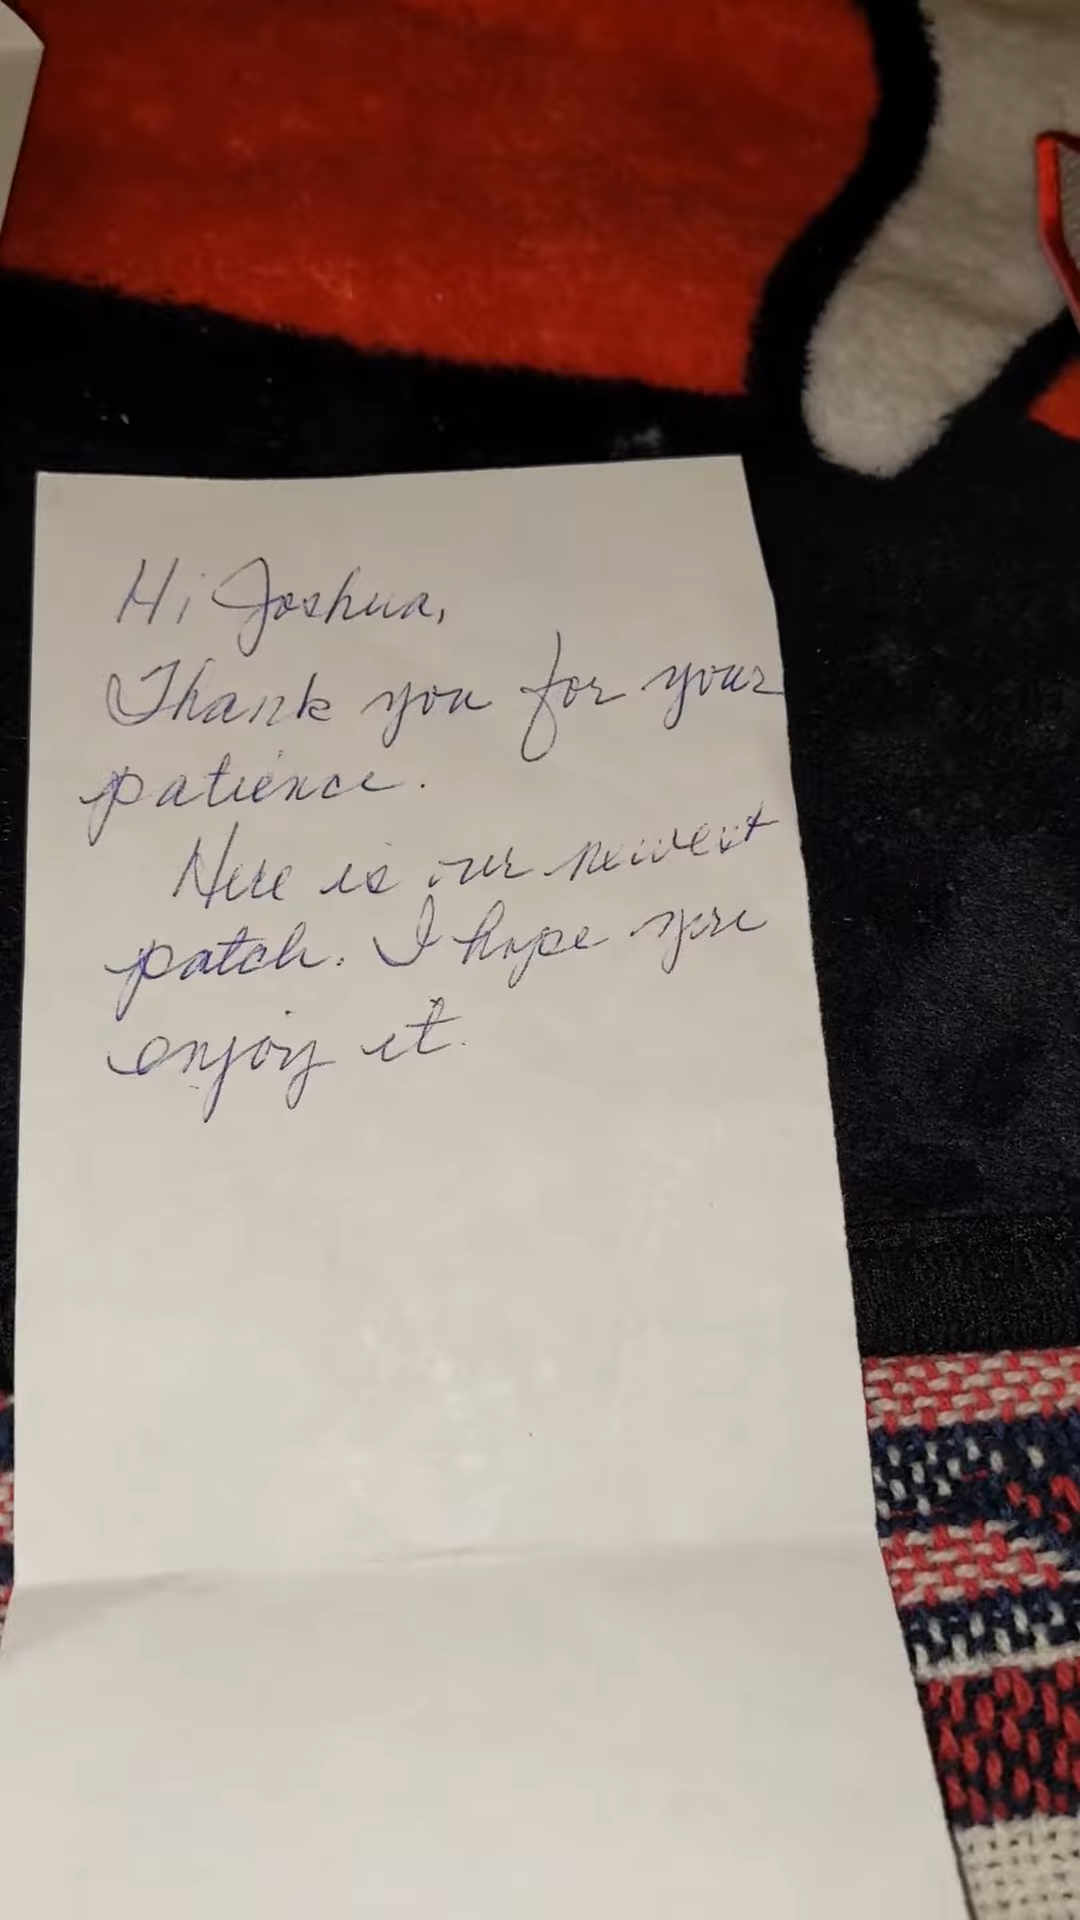 Hi Joshua,
Thank you for your
patience.
Here is our newest
patch. I hope you
enjoy it.